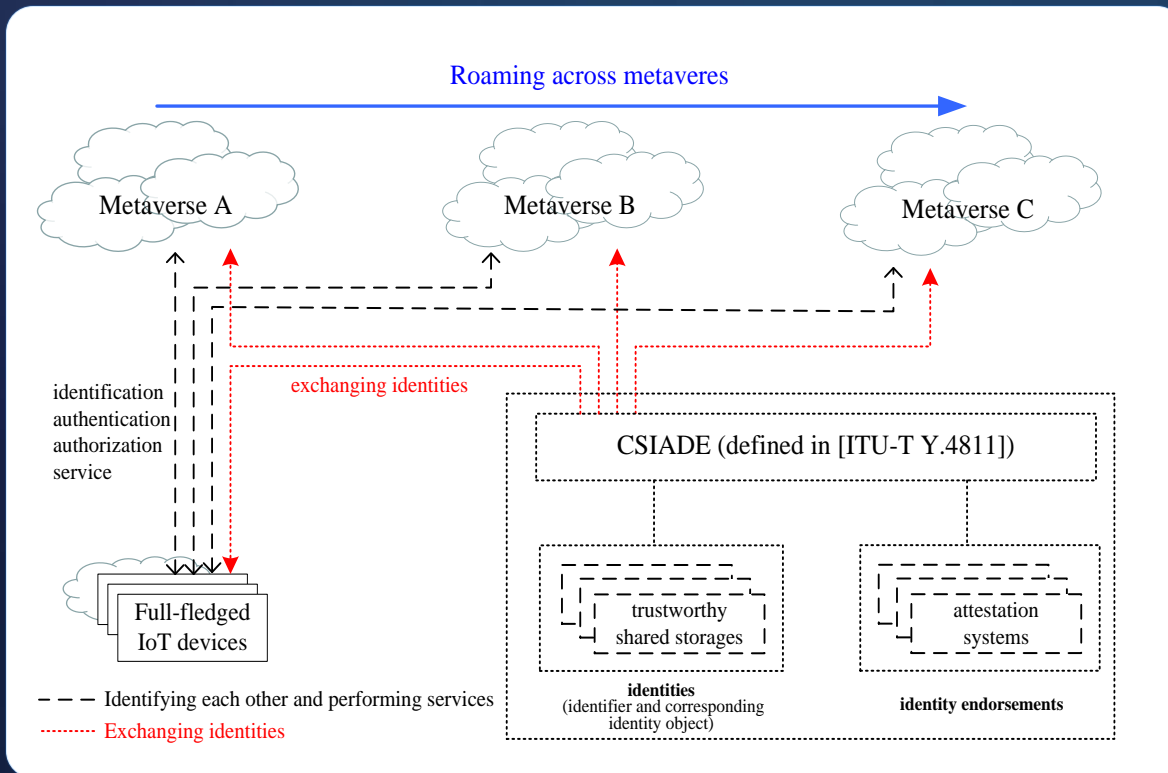 Roaming across metaveres
Metaverse A
Metaverse B
Metaverse C
identification
authentication
authorization
service
exchanging identities
CSIADE (defined in [ITU-T Y.4811])
Full-fledged
IoT devices
trustworthy
shared storages
attestation
systems
identities
(identifier and corresponding
identity object)
identity endorsements
Identifying each other and performing services
Exchanging identities